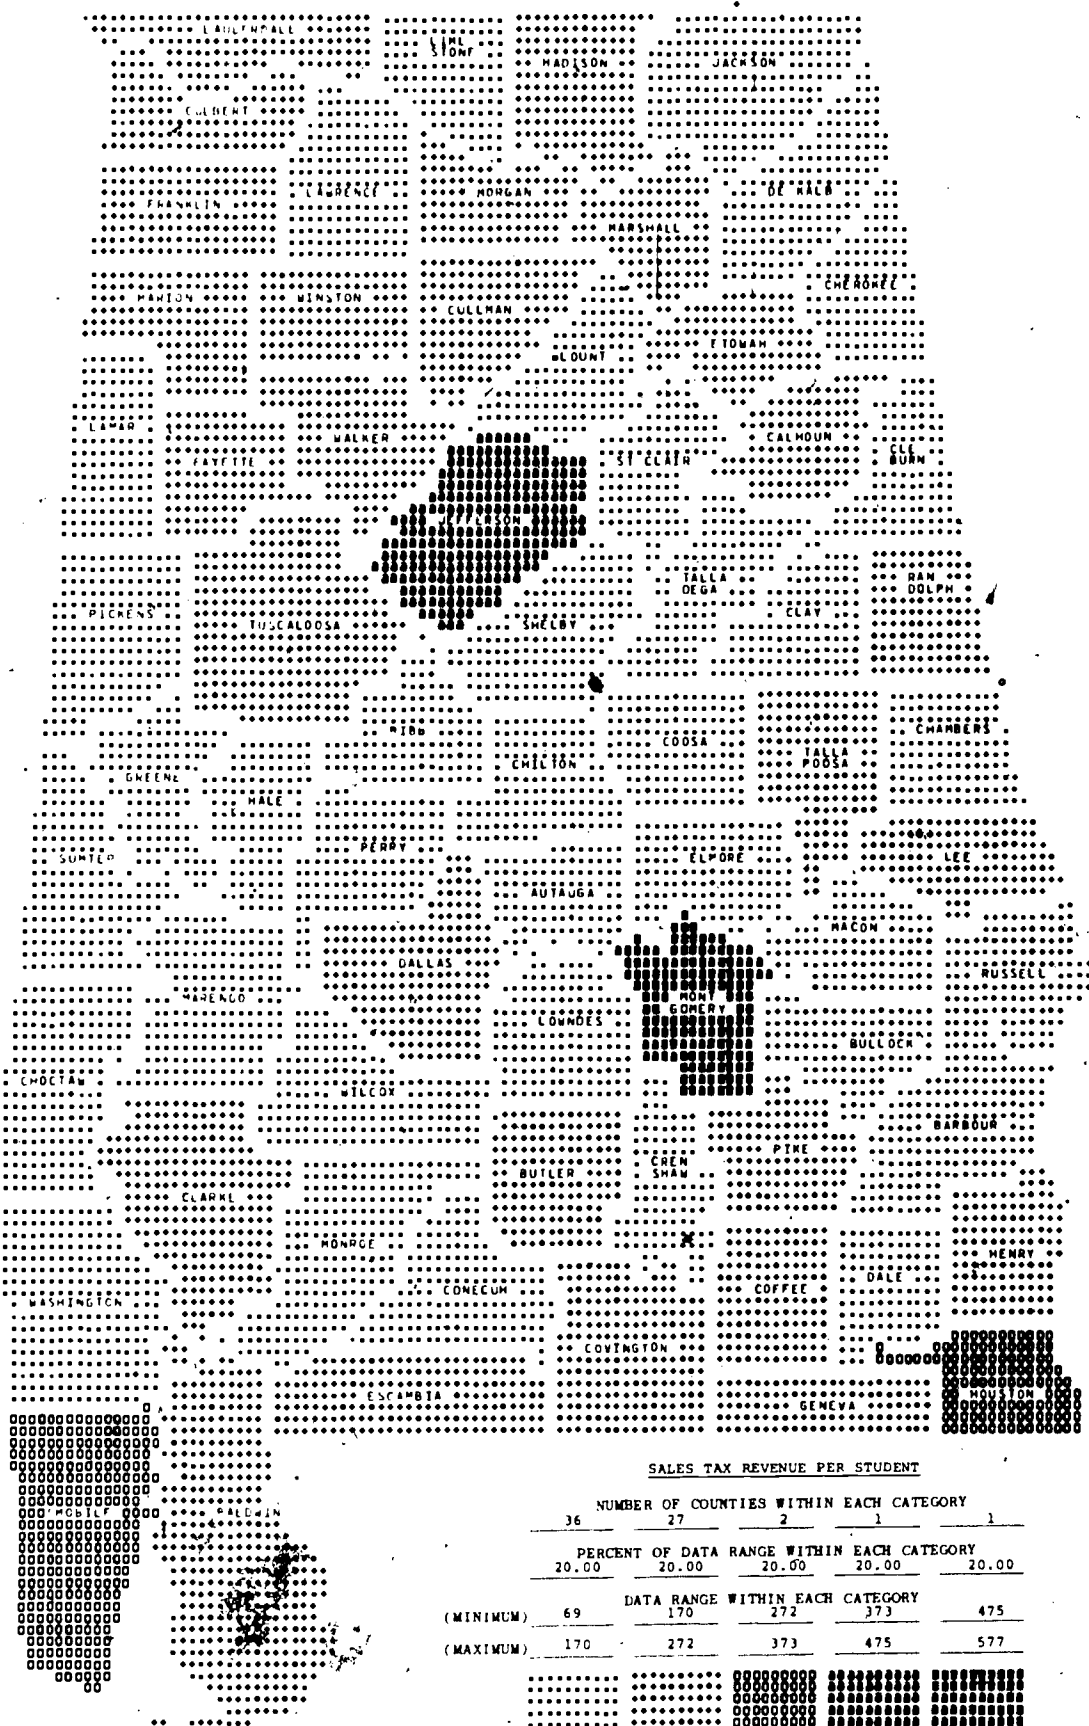 LAUDERDALE
LIME
STONE
MADISON
JACKSON
COLBERT
LAWRENCE
MORGAN
DE KALB
FRANKLIN
MARSHALL
CHEROKEE
MARION
WINSTON
CULLMAN
ETOWAH
BLOUNT
LAMAR
WALKER
CALHOUN
FAYETTE
ST CLAIR
CLE
BURN
JEFFERSON
TALLA
DEGA
RAN
DOLPH
PICKENS
TUSCALOOSA
SHELBY
CLAY
BIBB
COOSA
CHAMBERS
TALLA
POOSA
GREENE
CHILTON
HALE
PERRY
SUMTER
ELMORE
LEE
AUTAUGA
MACON
DALLAS
RUSSELL
MARENGO
MONT
GOMERY
LOWNDES
BULLOCK
CHOCTAW
WILCOX
BARBOUR
PIKE
CREN
SHAW
BUTLER
CLARKE
MONROE
HENRY
DALE
CONECUH
COFFEE
WASHINGTON
COVINGTON
ESCAMBIA
GENEVA
HOUSTON
MOBILE
BALDWIN
SALES TAX REVENUE PER STUDENT
NUMBER OF COUNTIES WITHIN EACH CATEGORY
36 27 2 1 1
PERCENT OF DATA RANGE WITHIN EACH CATEGORY
20.00 20.00 20.00 20.00 20.00
DATA RANGE WITHIN EACH CATEGORY
(MINIMUM) 69 170 272 373 475
(MAXIMUM) 170 272 373 475 577